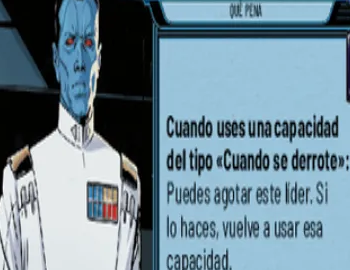 QUÉ PENA
Cuando uses una capacidad
del tipo «Cuando se derrote»:
Puedes agotar este líder. Si
lo haces, vuelve a usar esa
capacidad.